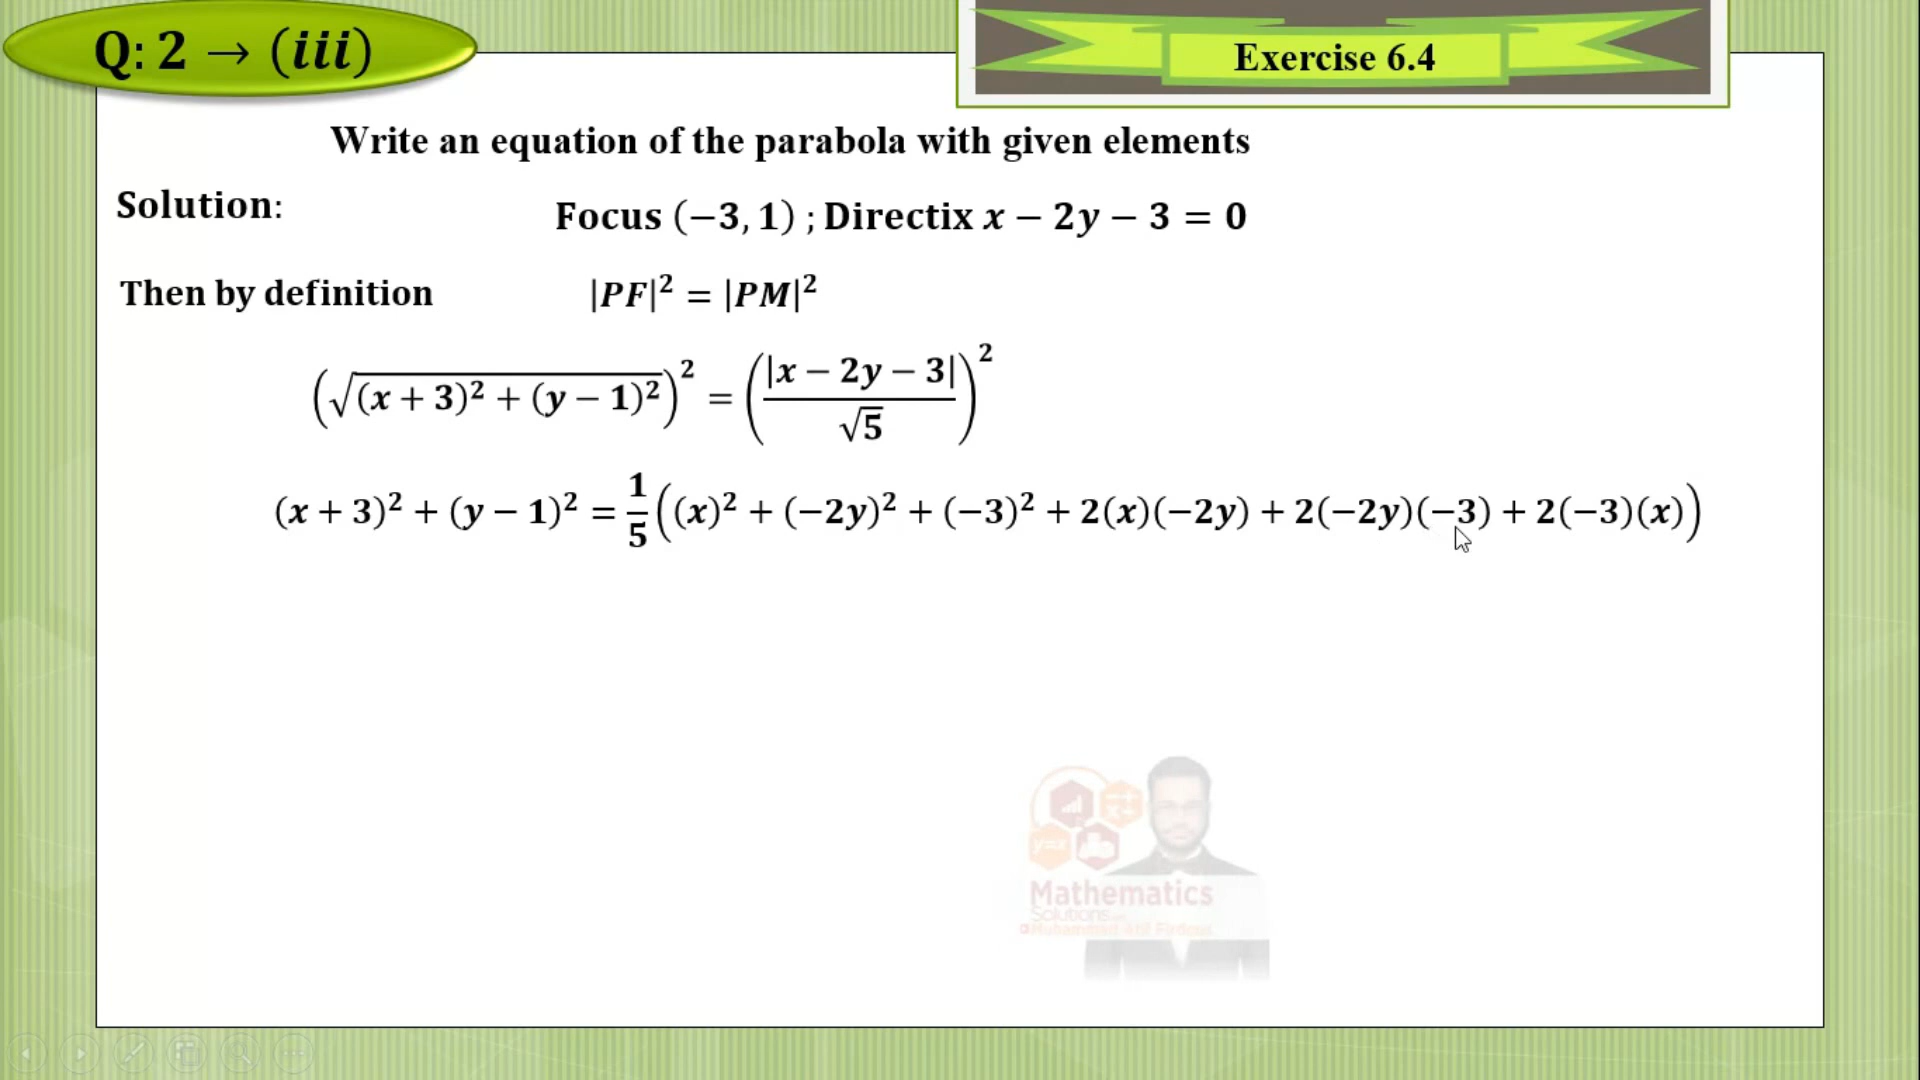 Q: 2 → (iii)
Exercise 6.4
Write an equation of the parabola with given elements
Solution:
Focus (−3, 1) ; Directix x − 2y − 3 = 0
Then by definition |PF|² = |PM|²
(√((x + 3)² + (y − 1)²))² = (|x − 2y − 3| / √5)²
(x + 3)² + (y − 1)² = 1/5 ((x)² + (−2y)² + (−3)² + 2(x)(−2y) + 2(−2y)(−3) + 2(−3)(x))
y=x
Mathematics
Solutions
Muhammad